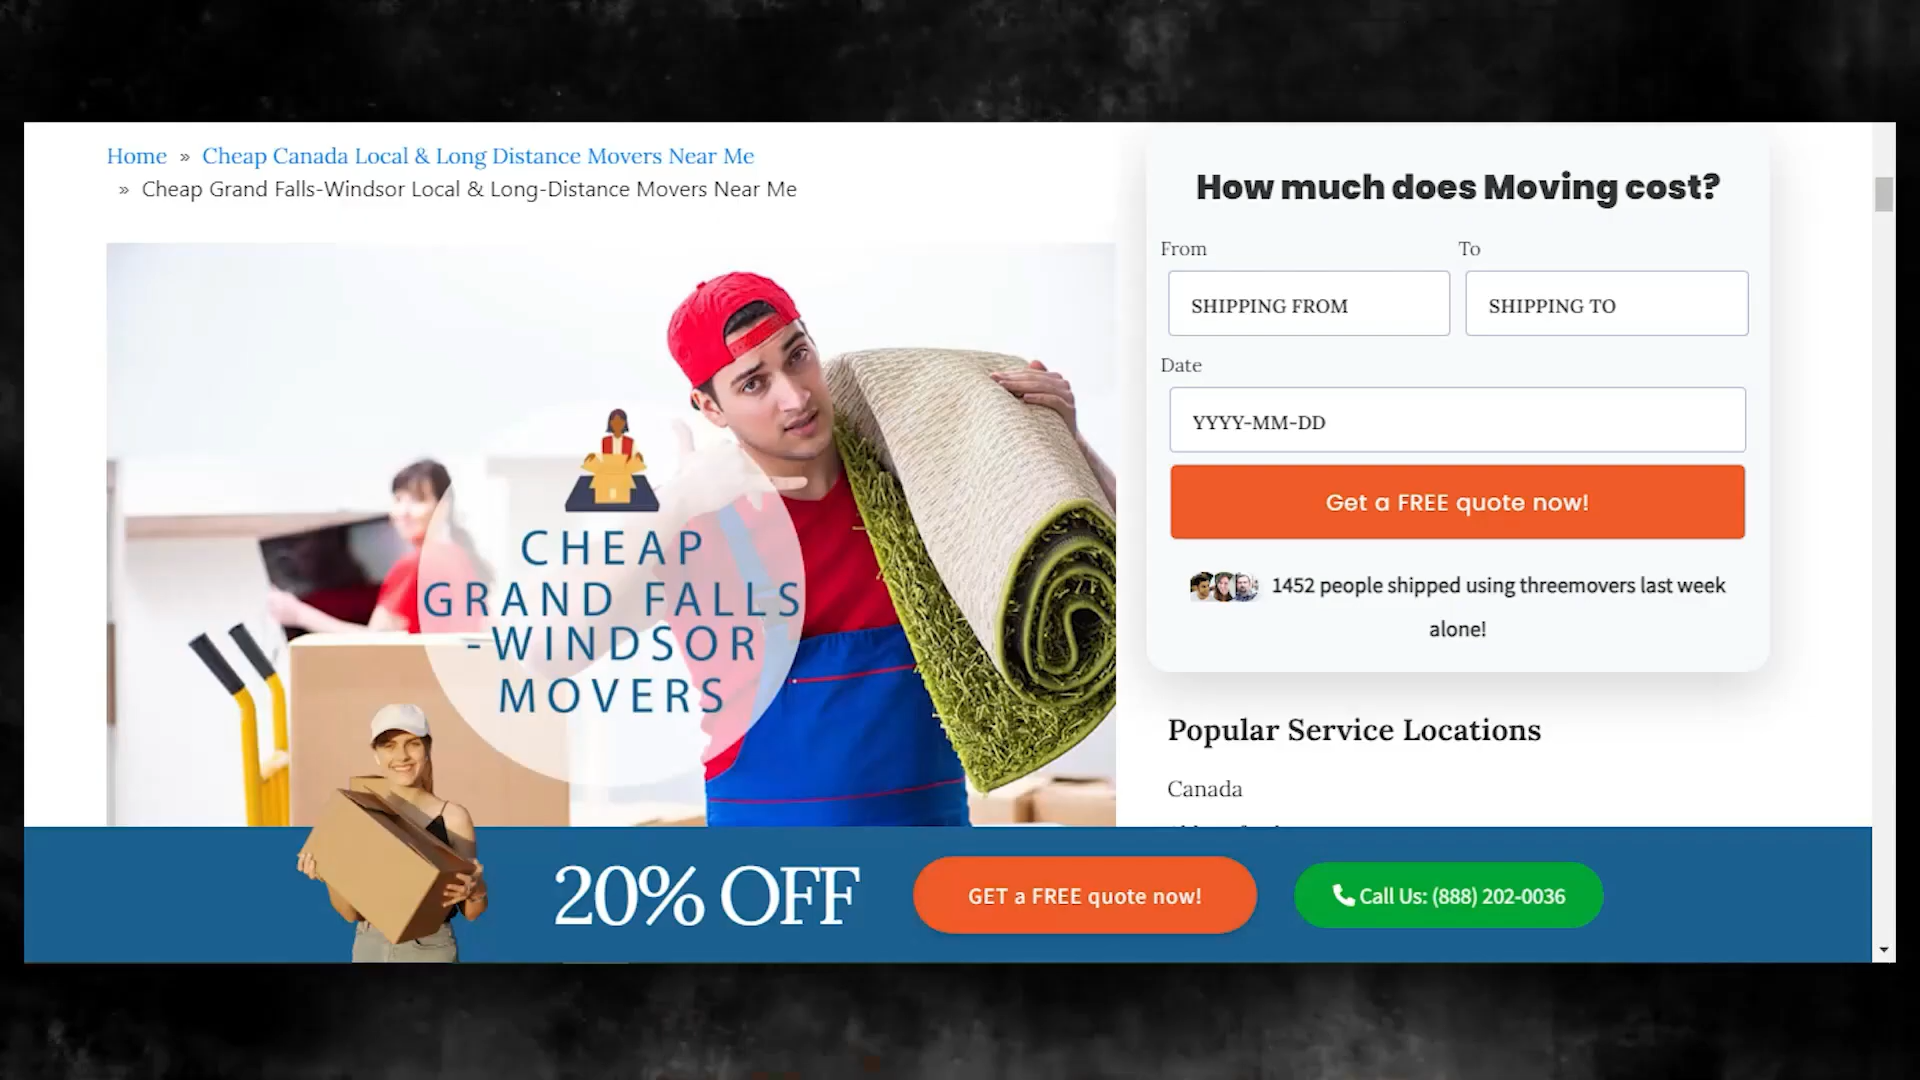 Home » Cheap Canada Local & Long Distance Movers Near Me
» Cheap Grand Falls-Windsor Local & Long-Distance Movers Near Me
CHEAP
GRAND FALLS
-WINDSOR
MOVERS
How much does Moving cost?
From
To
SHIPPING FROM
SHIPPING TO
Date
YYYY-MM-DD
Get a FREE quote now!
1452 people shipped using threemovers last week
alone!
Popular Service Locations
Canada
20% OFF
GET a FREE quote now!
Call Us: (888) 202-0036